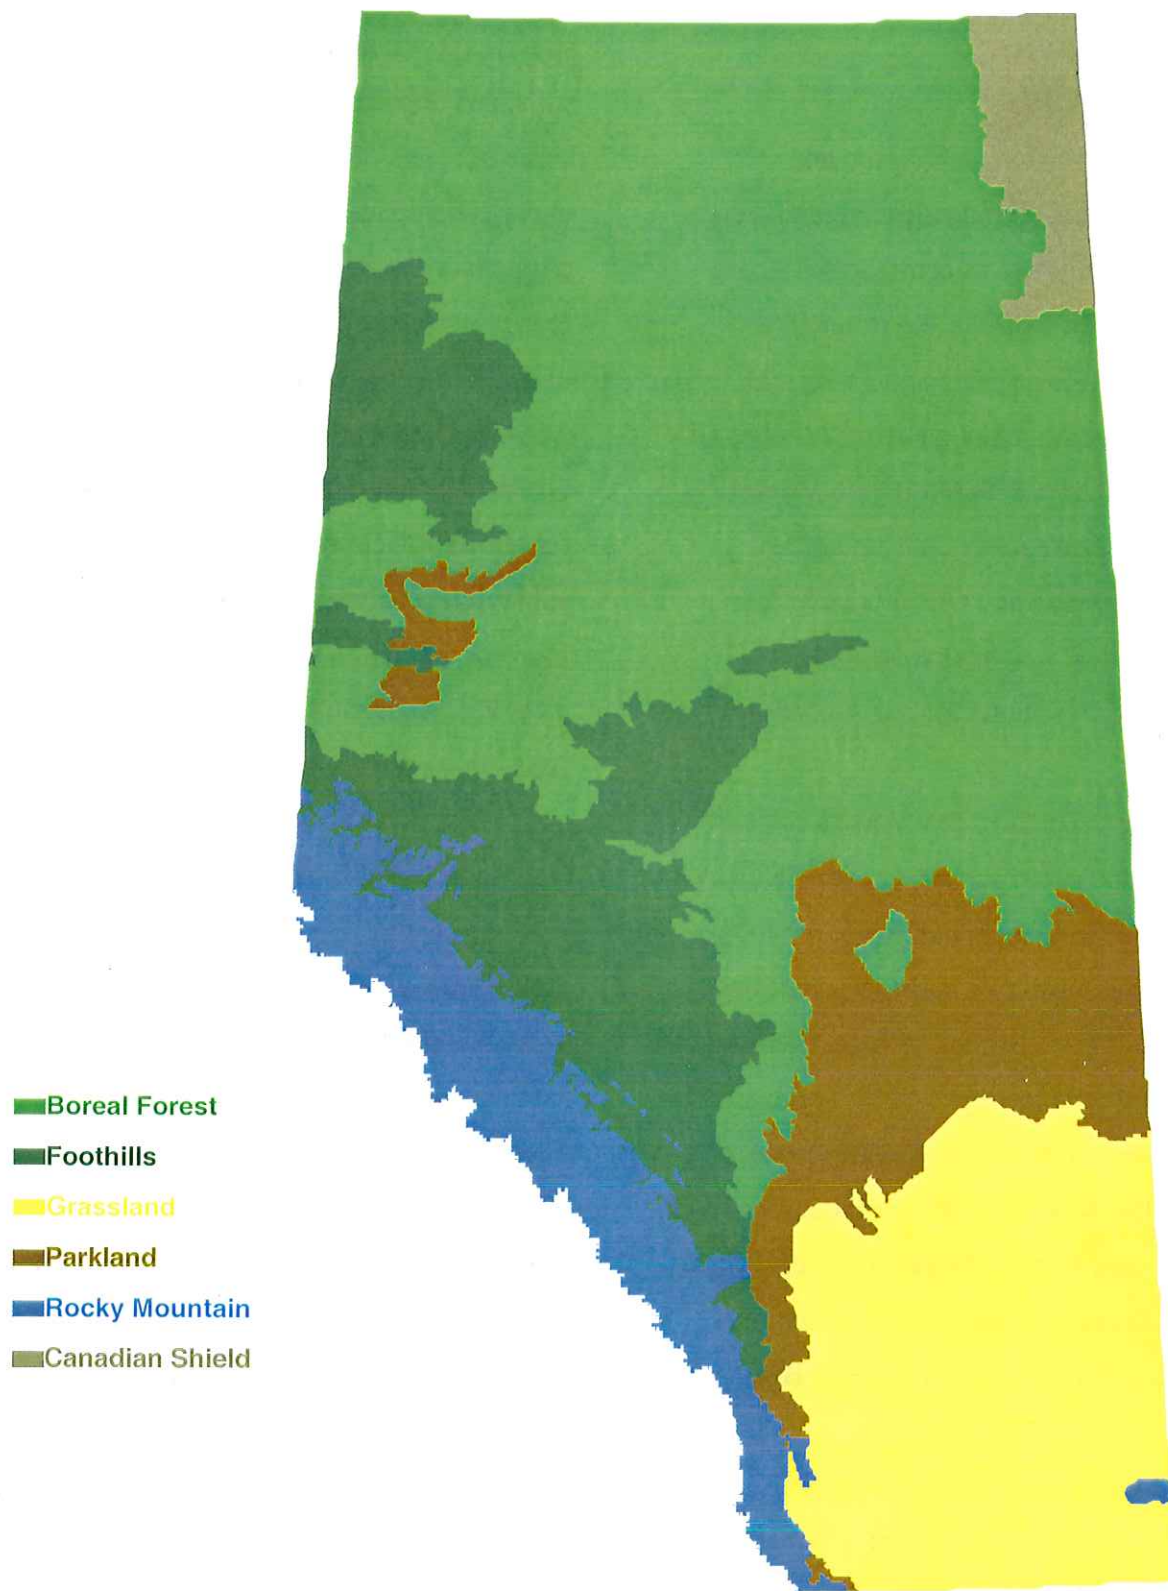 Boreal Forest
Foothills
Grassland
Parkland
Rocky Mountain
Canadian Shield